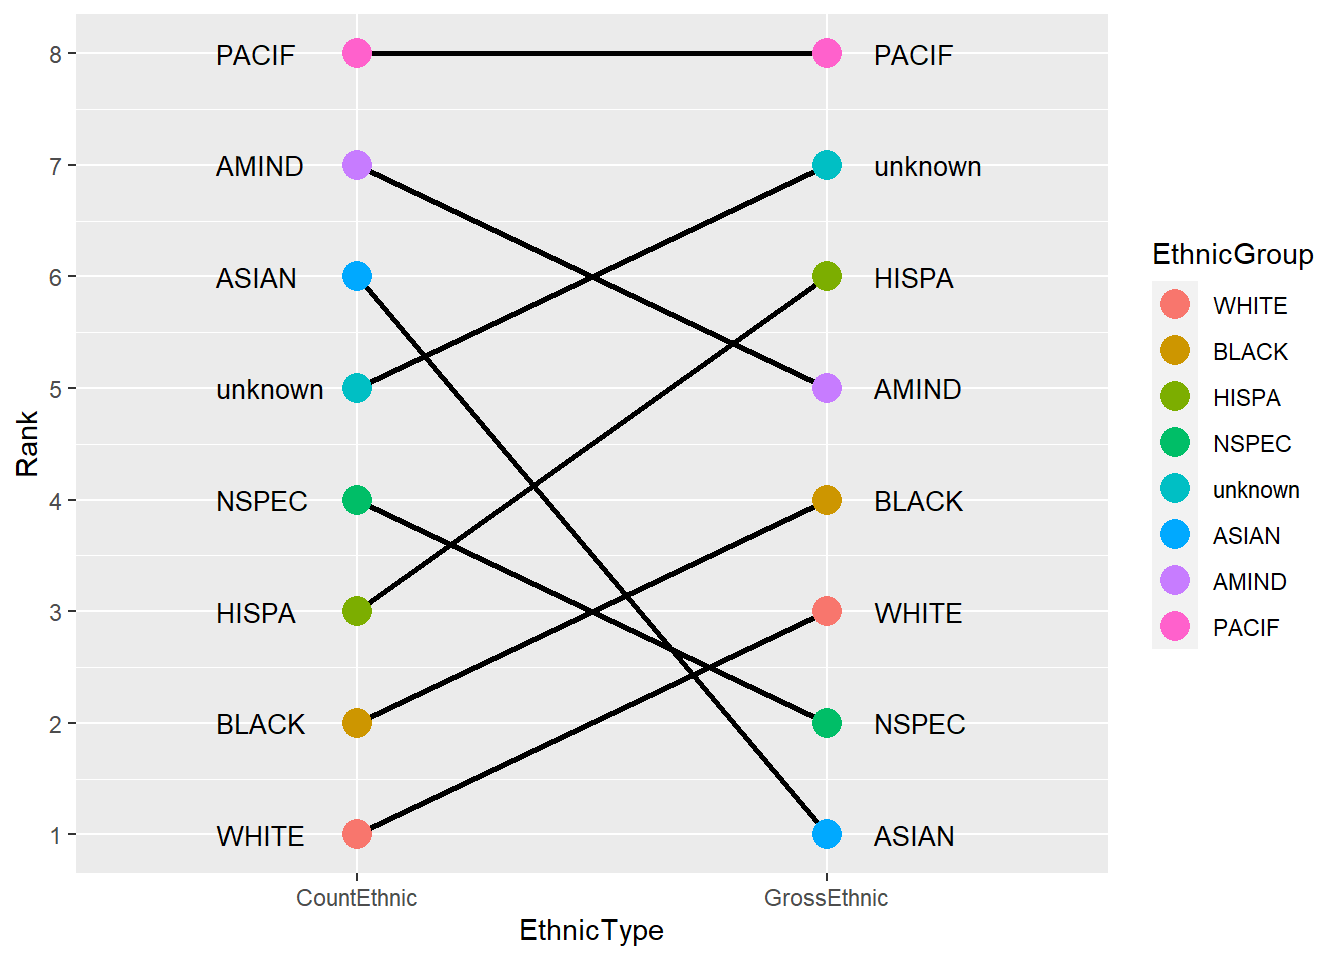 8 PACIF PACIF
7 AMIND unknown
6 ASIAN HISPA
5 unknown AMIND
4 NSPEC BLACK
3 HISPA WHITE
2 BLACK NSPEC
1 WHITE ASIAN
Rank
CountEthnic GrossEthnic
EthnicType
EthnicGroup
WHITE
BLACK
HISPA
NSPEC
unknown
ASIAN
AMIND
PACIF